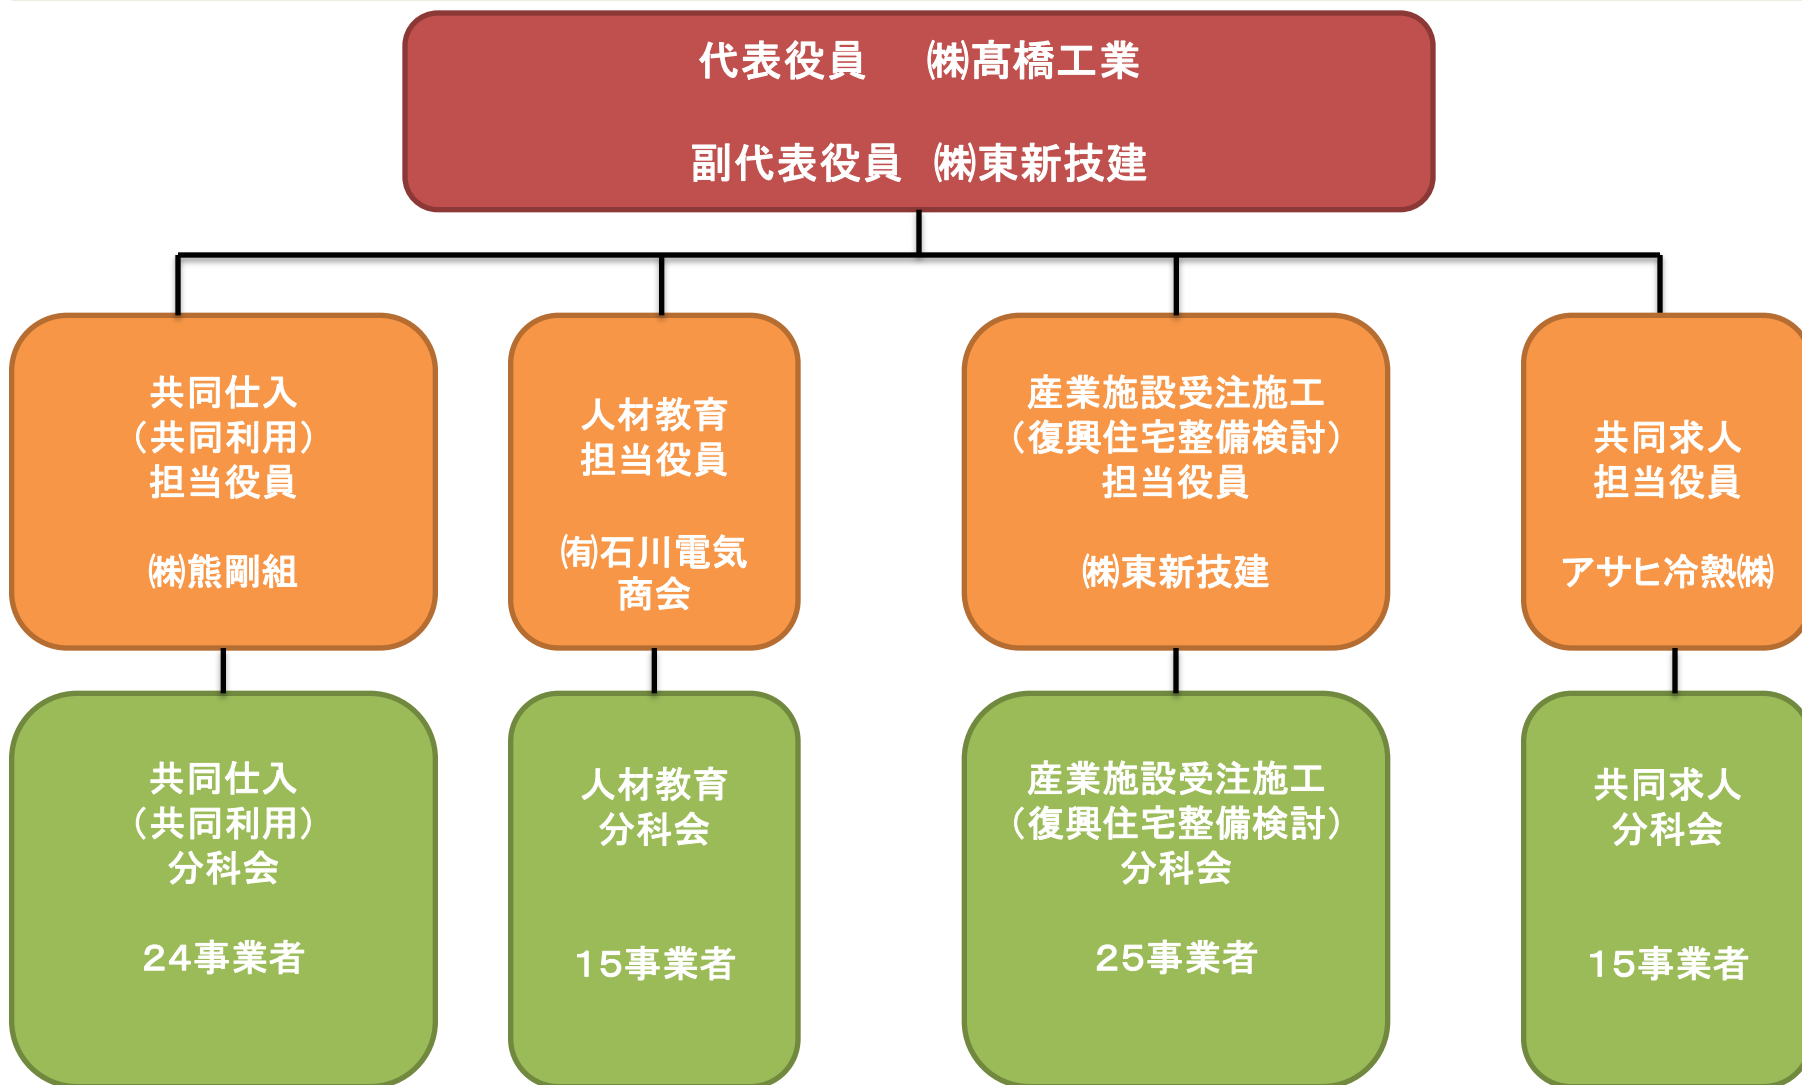 代表役員　㈱髙橋工業
副代表役員　㈱東新技建
共同仕入
（共同利用）
担当役員
㈱熊剛組
人材教育
担当役員
㈲石川電気
商会
産業施設受注施工
（復興住宅整備検討）
担当役員
㈱東新技建
共同求人
担当役員
アサヒ冷熱㈱
共同仕入
（共同利用）
分科会
24事業者
人材教育
分科会
15事業者
産業施設受注施工
（復興住宅整備検討）
分科会
25事業者
共同求人
分科会
15事業者